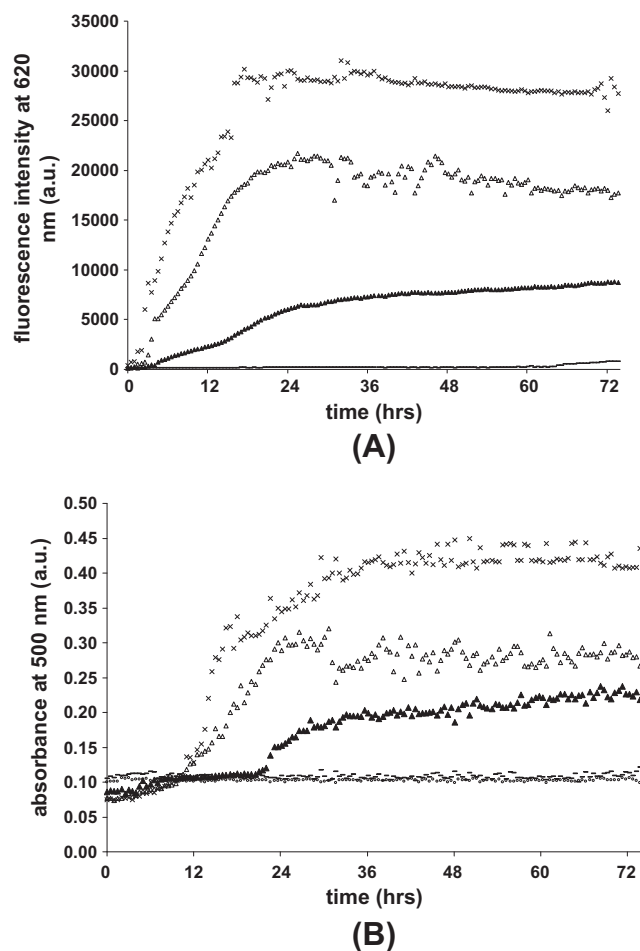 35000
30000
25000
20000
15000
10000
5000
0
fluorescence intensity at 620
nm (a.u.)
0 12 24 36 48 60 72
time (hrs)
(A)
0.50
0.45
0.40
0.35
0.30
0.25
0.20
0.15
0.10
0.05
0.00
absorbance at 500 nm (a.u.)
0 12 24 36 48 60 72
time (hrs)
(B)